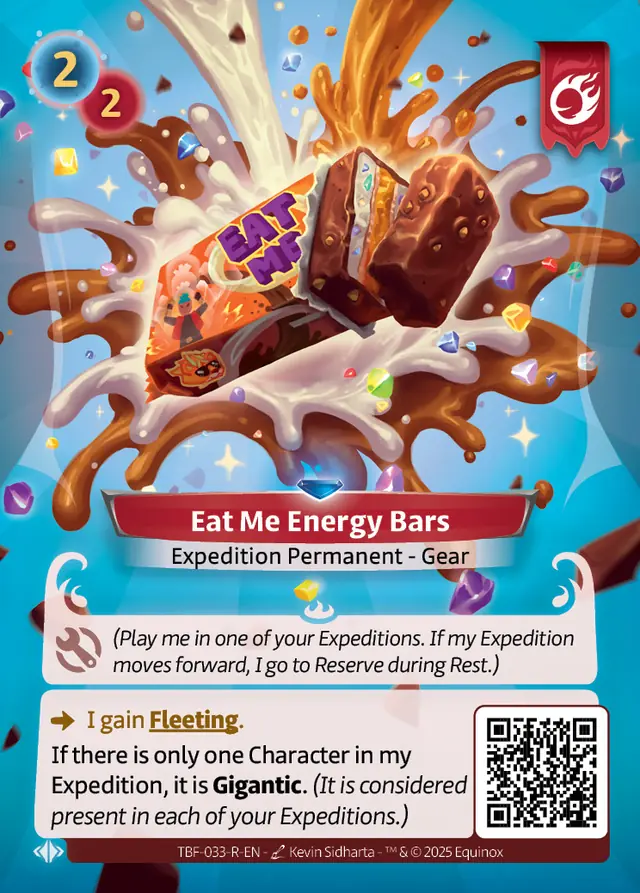 2
2
EAT
ME
Eat Me Energy Bars
Expedition Permanent - Gear
(Play me in one of your Expeditions. If my Expedition
moves forward, I go to Reserve during Rest.)
I gain Fleeting.
If there is only one Character in my
Expedition, it is Gigantic. (It is considered
present in each of your Expeditions.)
TBF-033-R-EN - Kevin Sidharta - ™ & © 2025 Equinox